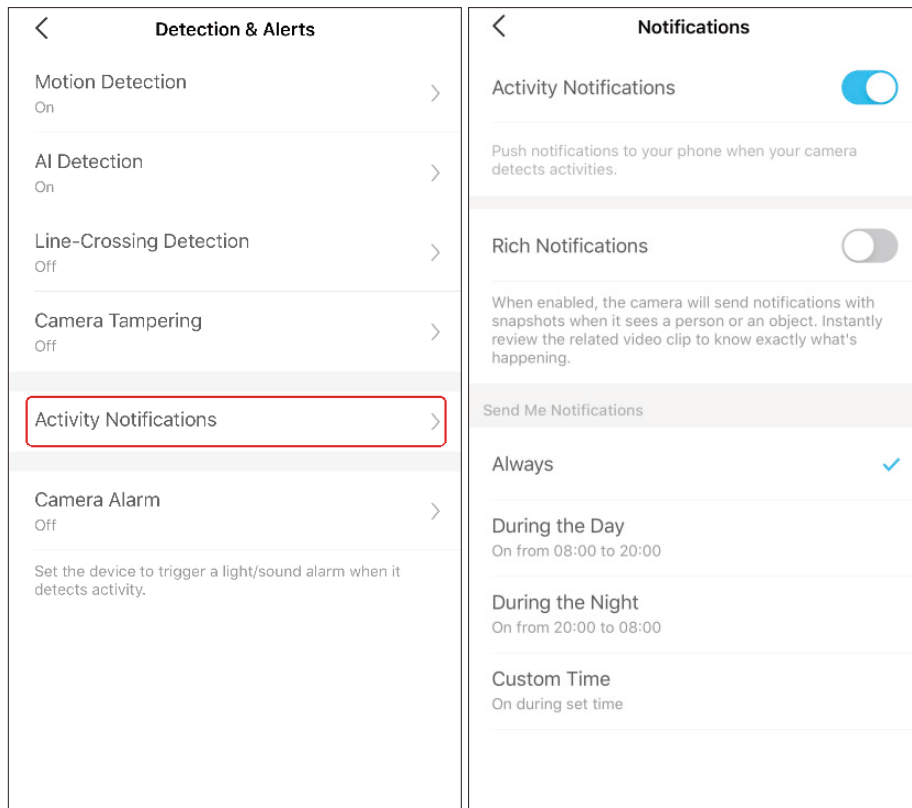 Detection & Alerts
Motion Detection
On
AI Detection
On
Line-Crossing Detection
Off
Camera Tampering
Off
Activity Notifications
Camera Alarm
Off
Set the device to trigger a light/sound alarm when it
detects activity.
Notifications
Activity Notifications
Push notifications to your phone when your camera
detects activities.
Rich Notifications
When enabled, the camera will send notifications with
snapshots when it sees a person or an object. Instantly
review the related video clip to know exactly what's
happening.
Send Me Notifications
Always
During the Day
On from 08:00 to 20:00
During the Night
On from 20:00 to 08:00
Custom Time
On during set time